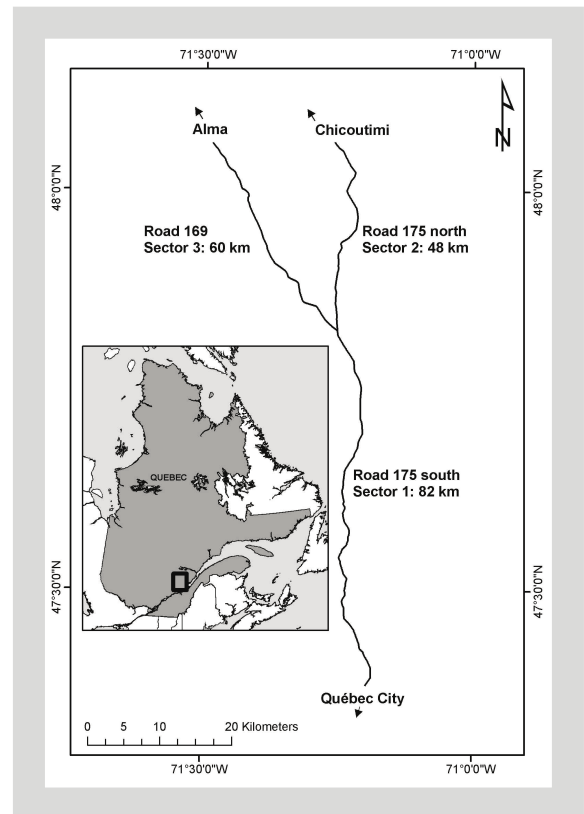 71°30'0"W 71°0'0"W
N
Alma Chicoutimi
48°0'0"N 48°0'0"N
Road 169
Sector 3: 60 km
Road 175 north
Sector 2: 48 km
QUEBEC
Road 175 south
Sector 1: 82 km
47°30'0"N 47°30'0"N
Québec City
0 5 10 20 Kilometers
71°30'0"W 71°0'0"W